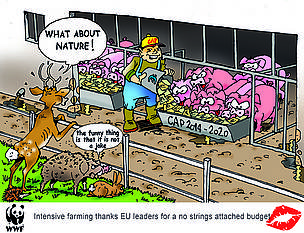 WHAT ABOUT
NATURE!
the funny thing
is that it is not
a joke
CAP 2014-2020
Intensive farming thanks EU leaders for a no strings attached budget
WWF